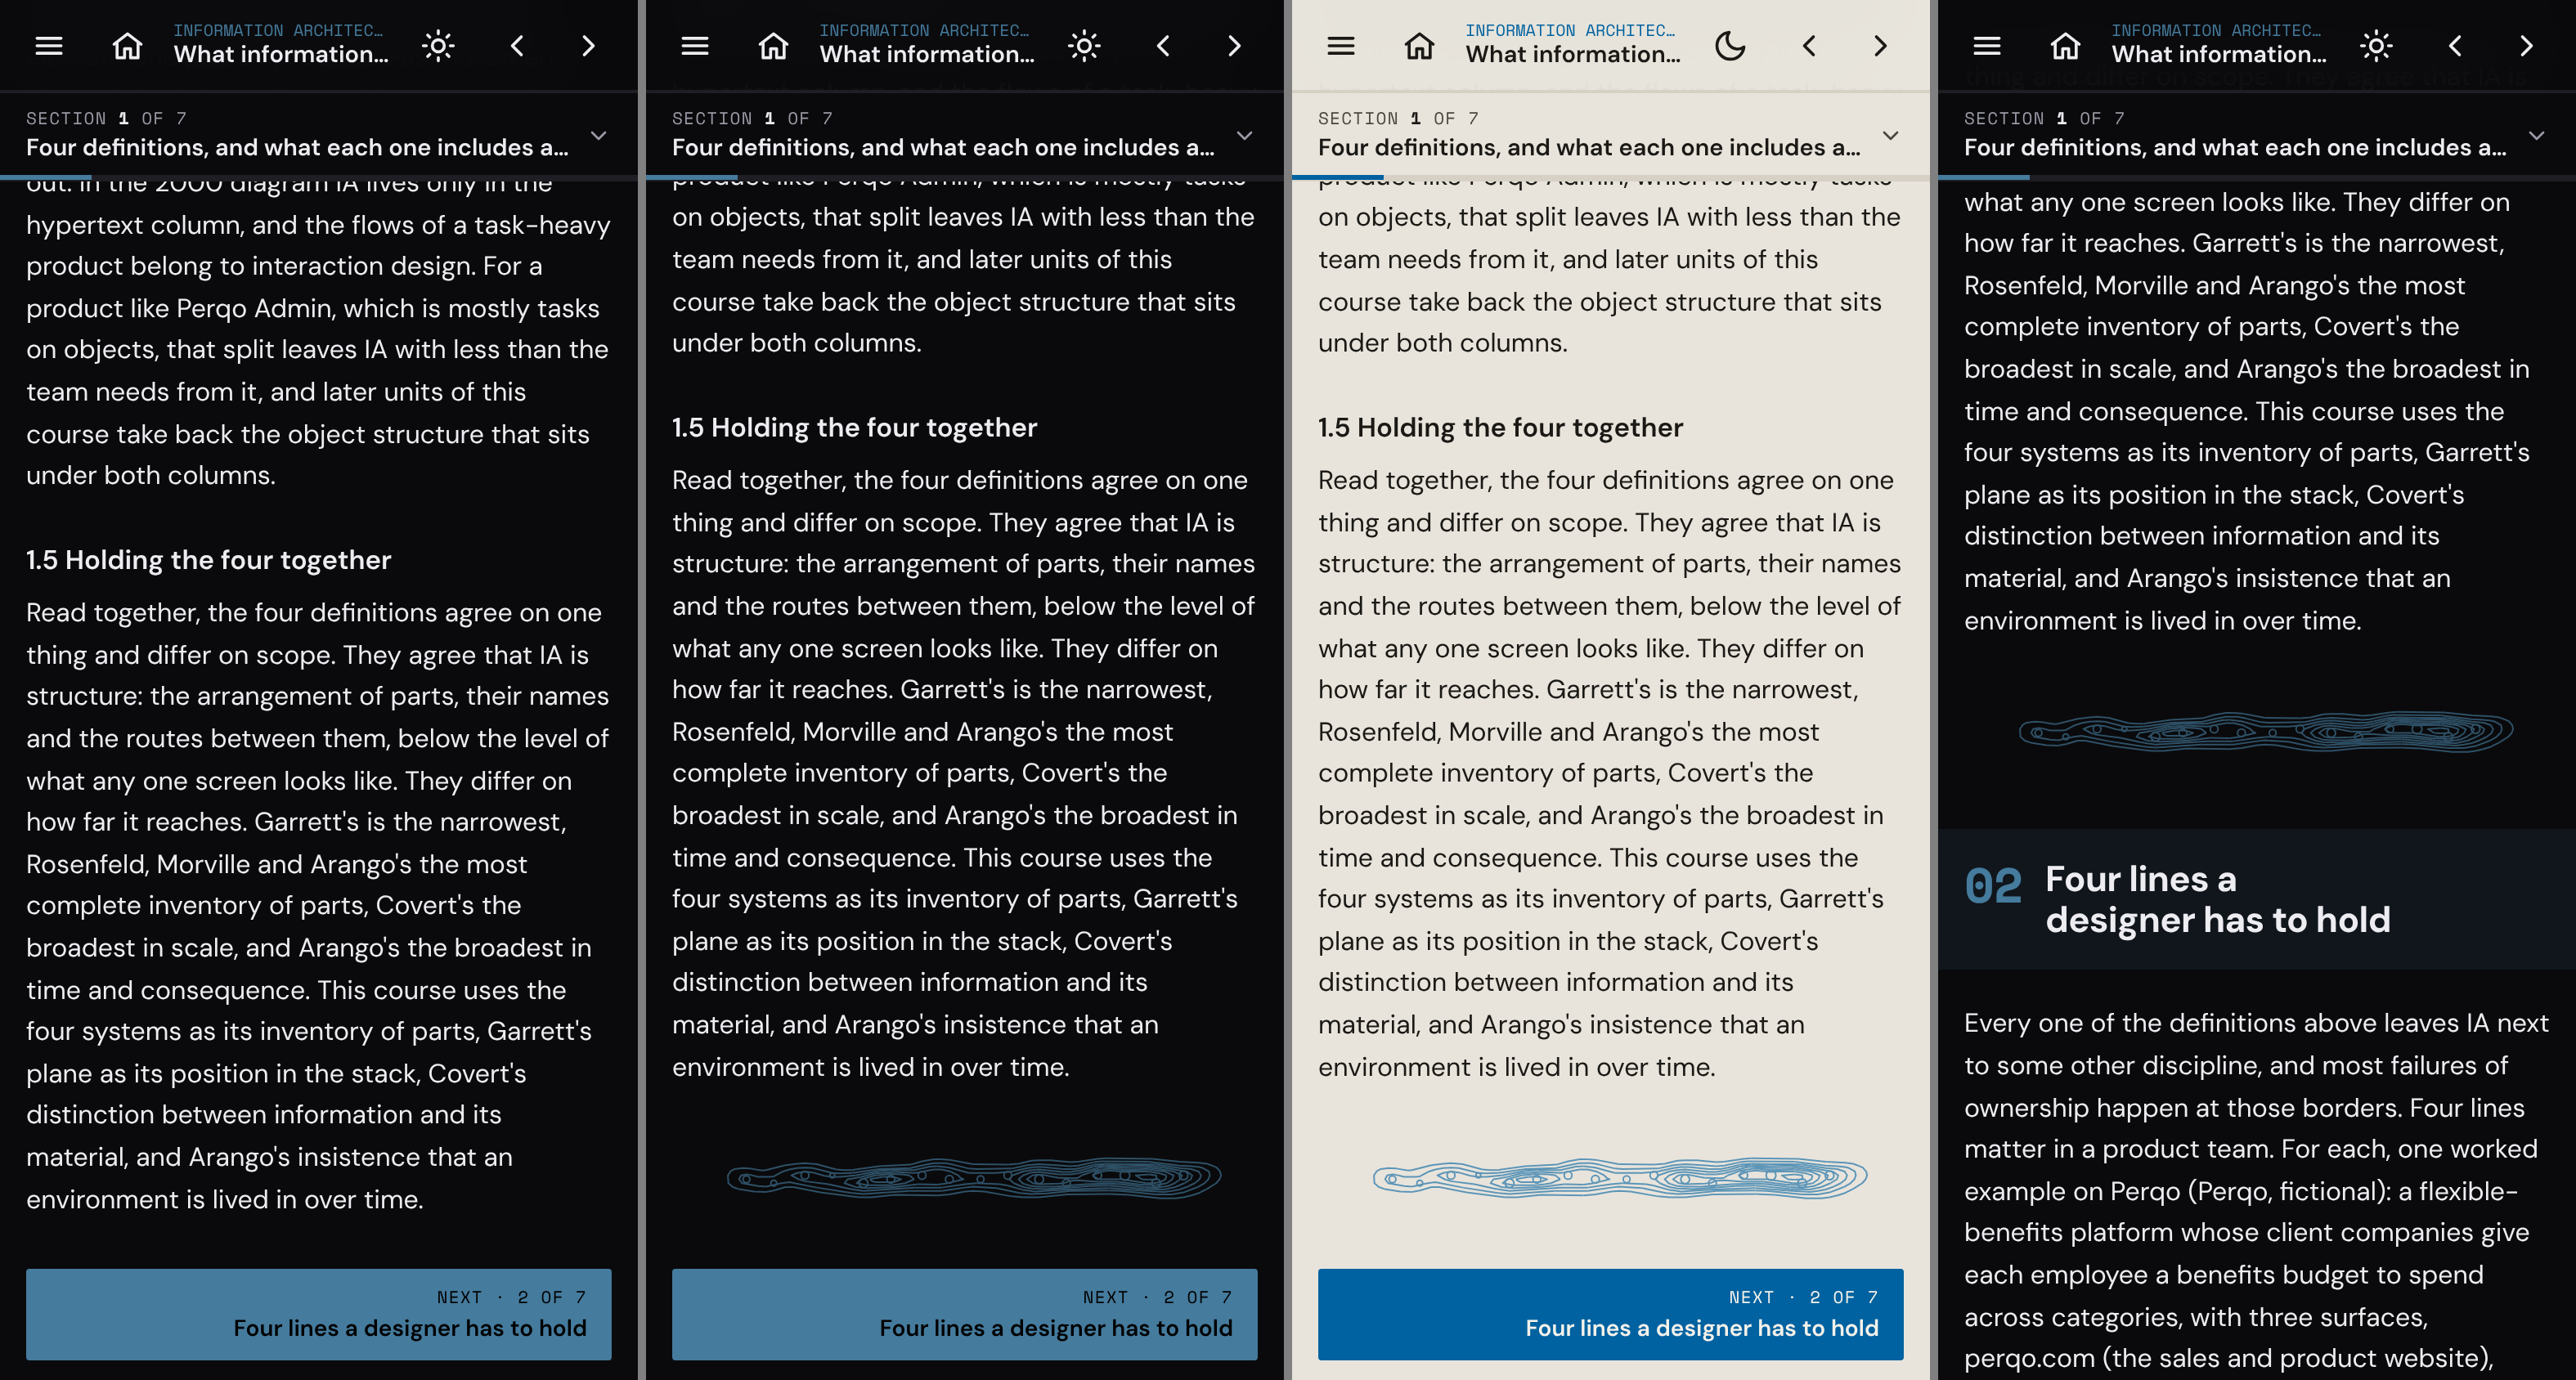 INFORMATION ARCHITEC…
What information…
SECTION 1 OF 7
Four definitions, and what each one includes a…
out. In the 2000 diagram IA lives only in the
hypertext column, and the flows of a task-heavy
product belong to interaction design. For a
product like Perqo Admin, which is mostly tasks
on objects, that split leaves IA with less than the
team needs from it, and later units of this
course take back the object structure that sits
under both columns.
1.5 Holding the four together
Read together, the four definitions agree on one
thing and differ on scope. They agree that IA is
structure: the arrangement of parts, their names
and the routes between them, below the level of
what any one screen looks like. They differ on
how far it reaches. Garrett's is the narrowest,
Rosenfeld, Morville and Arango's the most
complete inventory of parts, Covert's the
broadest in scale, and Arango's the broadest in
time and consequence. This course uses the
four systems as its inventory of parts, Garrett's
plane as its position in the stack, Covert's
distinction between information and its
material, and Arango's insistence that an
environment is lived in over time.
NEXT · 2 OF 7
Four lines a designer has to hold
INFORMATION ARCHITEC…
What information…
SECTION 1 OF 7
Four definitions, and what each one includes a…
product like Perqo Admin, which is mostly tasks
on objects, that split leaves IA with less than the
team needs from it, and later units of this
course take back the object structure that sits
under both columns.
1.5 Holding the four together
Read together, the four definitions agree on one
thing and differ on scope. They agree that IA is
structure: the arrangement of parts, their names
and the routes between them, below the level of
what any one screen looks like. They differ on
how far it reaches. Garrett's is the narrowest,
Rosenfeld, Morville and Arango's the most
complete inventory of parts, Covert's the
broadest in scale, and Arango's the broadest in
time and consequence. This course uses the
four systems as its inventory of parts, Garrett's
plane as its position in the stack, Covert's
distinction between information and its
material, and Arango's insistence that an
environment is lived in over time.
NEXT · 2 OF 7
Four lines a designer has to hold
INFORMATION ARCHITEC…
What information…
SECTION 1 OF 7
Four definitions, and what each one includes a…
product like Perqo Admin, which is mostly tasks
on objects, that split leaves IA with less than the
team needs from it, and later units of this
course take back the object structure that sits
under both columns.
1.5 Holding the four together
Read together, the four definitions agree on one
thing and differ on scope. They agree that IA is
structure: the arrangement of parts, their names
and the routes between them, below the level of
what any one screen looks like. They differ on
how far it reaches. Garrett's is the narrowest,
Rosenfeld, Morville and Arango's the most
complete inventory of parts, Covert's the
broadest in scale, and Arango's the broadest in
time and consequence. This course uses the
four systems as its inventory of parts, Garrett's
plane as its position in the stack, Covert's
distinction between information and its
material, and Arango's insistence that an
environment is lived in over time.
NEXT · 2 OF 7
Four lines a designer has to hold
INFORMATION ARCHITEC…
What information…
thing and differ on scope. They agree that IA is
SECTION 1 OF 7
Four definitions, and what each one includes a…
what any one screen looks like. They differ on
how far it reaches. Garrett's is the narrowest,
Rosenfeld, Morville and Arango's the most
complete inventory of parts, Covert's the
broadest in scale, and Arango's the broadest in
time and consequence. This course uses the
four systems as its inventory of parts, Garrett's
plane as its position in the stack, Covert's
distinction between information and its
material, and Arango's insistence that an
environment is lived in over time.
02 Four lines a
designer has to hold
Every one of the definitions above leaves IA next
to some other discipline, and most failures of
ownership happen at those borders. Four lines
matter in a product team. For each, one worked
example on Perqo (Perqo, fictional): a flexible-
benefits platform whose client companies give
each employee a benefits budget to spend
across categories, with three surfaces,
perqo.com (the sales and product website),